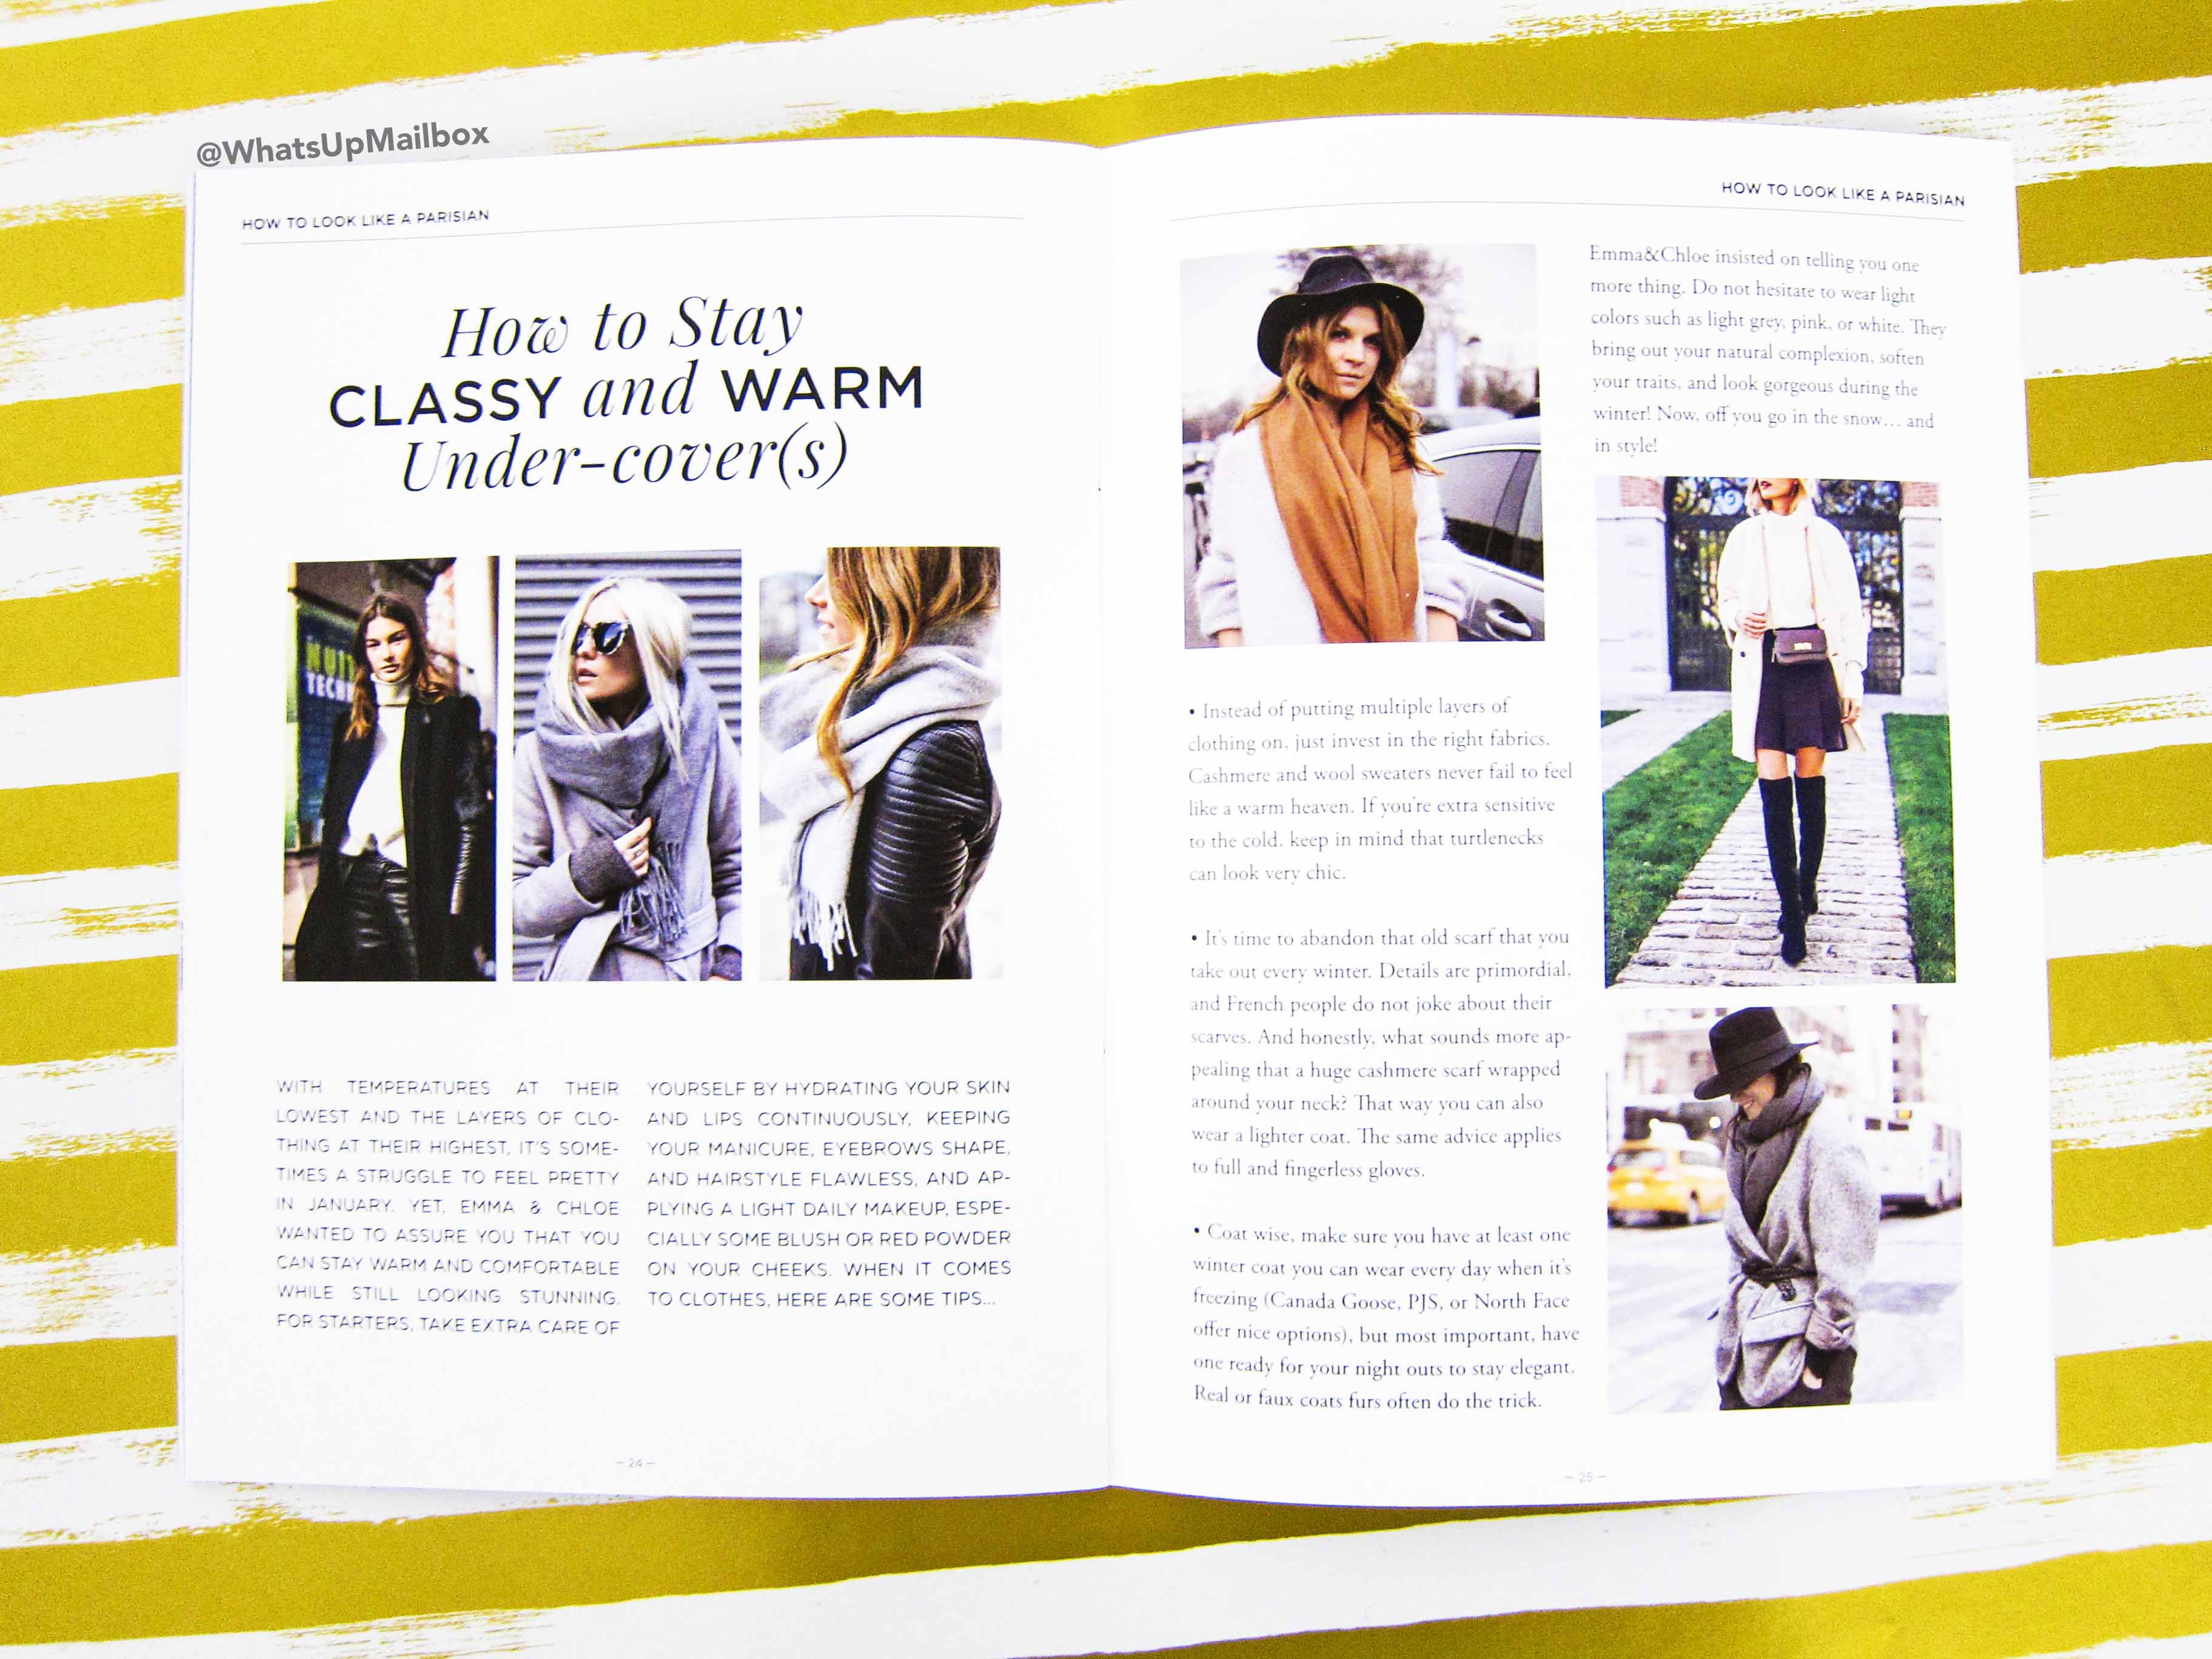 @WhatsUpMailbox
HOW TO LOOK LIKE A PARISIAN
How to Stay
CLASSY and WARM
Under-cover(s)
WITH TEMPERATURES AT THEIR
LOWEST AND THE LAYERS OF CLO-
THING AT THEIR HIGHEST, IT'S SOME-
TIMES A STRUGGLE TO FEEL PRETTY
IN JANUARY. YET, EMMA & CHLOE
WANTED TO ASSURE YOU THAT YOU
CAN STAY WARM AND COMFORTABLE
WHILE STILL LOOKING STUNNING.
FOR STARTERS, TAKE EXTRA CARE OF
YOURSELF BY HYDRATING YOUR SKIN
AND LIPS CONTINUOUSLY, KEEPING
YOUR MANICURE, EYEBROWS SHAPE,
AND HAIRSTYLE FLAWLESS, AND AP-
PLYING A LIGHT DAILY MAKEUP, ESPE-
CIALLY SOME BLUSH OR RED POWDER
ON YOUR CHEEKS. WHEN IT COMES
TO CLOTHES, HERE ARE SOME TIPS...
– 24 –
HOW TO LOOK LIKE A PARISIAN
• Instead of putting multiple layers of
clothing on, just invest in the right fabrics.
Cashmere and wool sweaters never fail to feel
like a warm heaven. If you're extra sensitive
to the cold, keep in mind that turtlenecks
can look very chic.
• It's time to abandon that old scarf that you
take out every winter. Details are primordial,
and French people do not joke about their
scarves. And honestly, what sounds more ap-
pealing that a huge cashmere scarf wrapped
around your neck? That way you can also
wear a lighter coat. The same advice applies
to full and fingerless gloves.
• Coat wise, make sure you have at least one
winter coat you can wear every day when it's
freezing (Canada Goose, PJS, or North Face
offer nice options), but most important, have
one ready for your night outs to stay elegant.
Real or faux coats furs often do the trick.
Emma&Chloe insisted on telling you one
more thing. Do not hesitate to wear light
colors such as light grey, pink, or white. They
bring out your natural complexion, soften
your traits, and look gorgeous during the
winter! Now, off you go in the snow... and
in style!
– 25 –